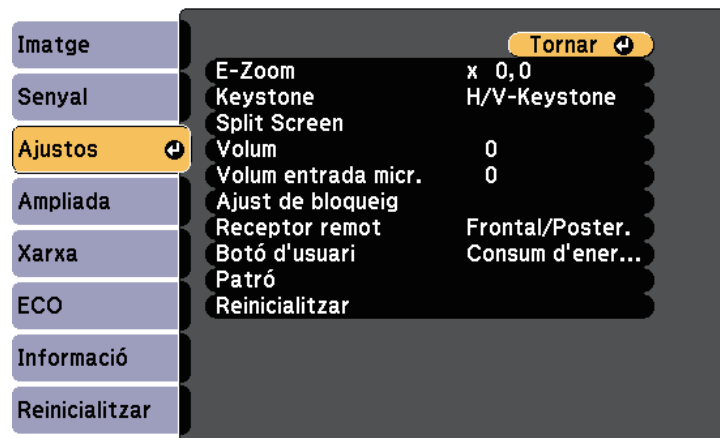 Imatge
Senyal
Ajustos
Ampliada
Xarxa
ECO
Informació
Reinicialitzar
Tornar
E-Zoom x 0,0
Keystone H/V-Keystone
Split Screen
Volum 0
Volum entrada micr. 0
Ajust de bloqueig
Receptor remot Frontal/Poster.
Botó d'usuari Consum d'ener...
Patró
Reinicialitzar